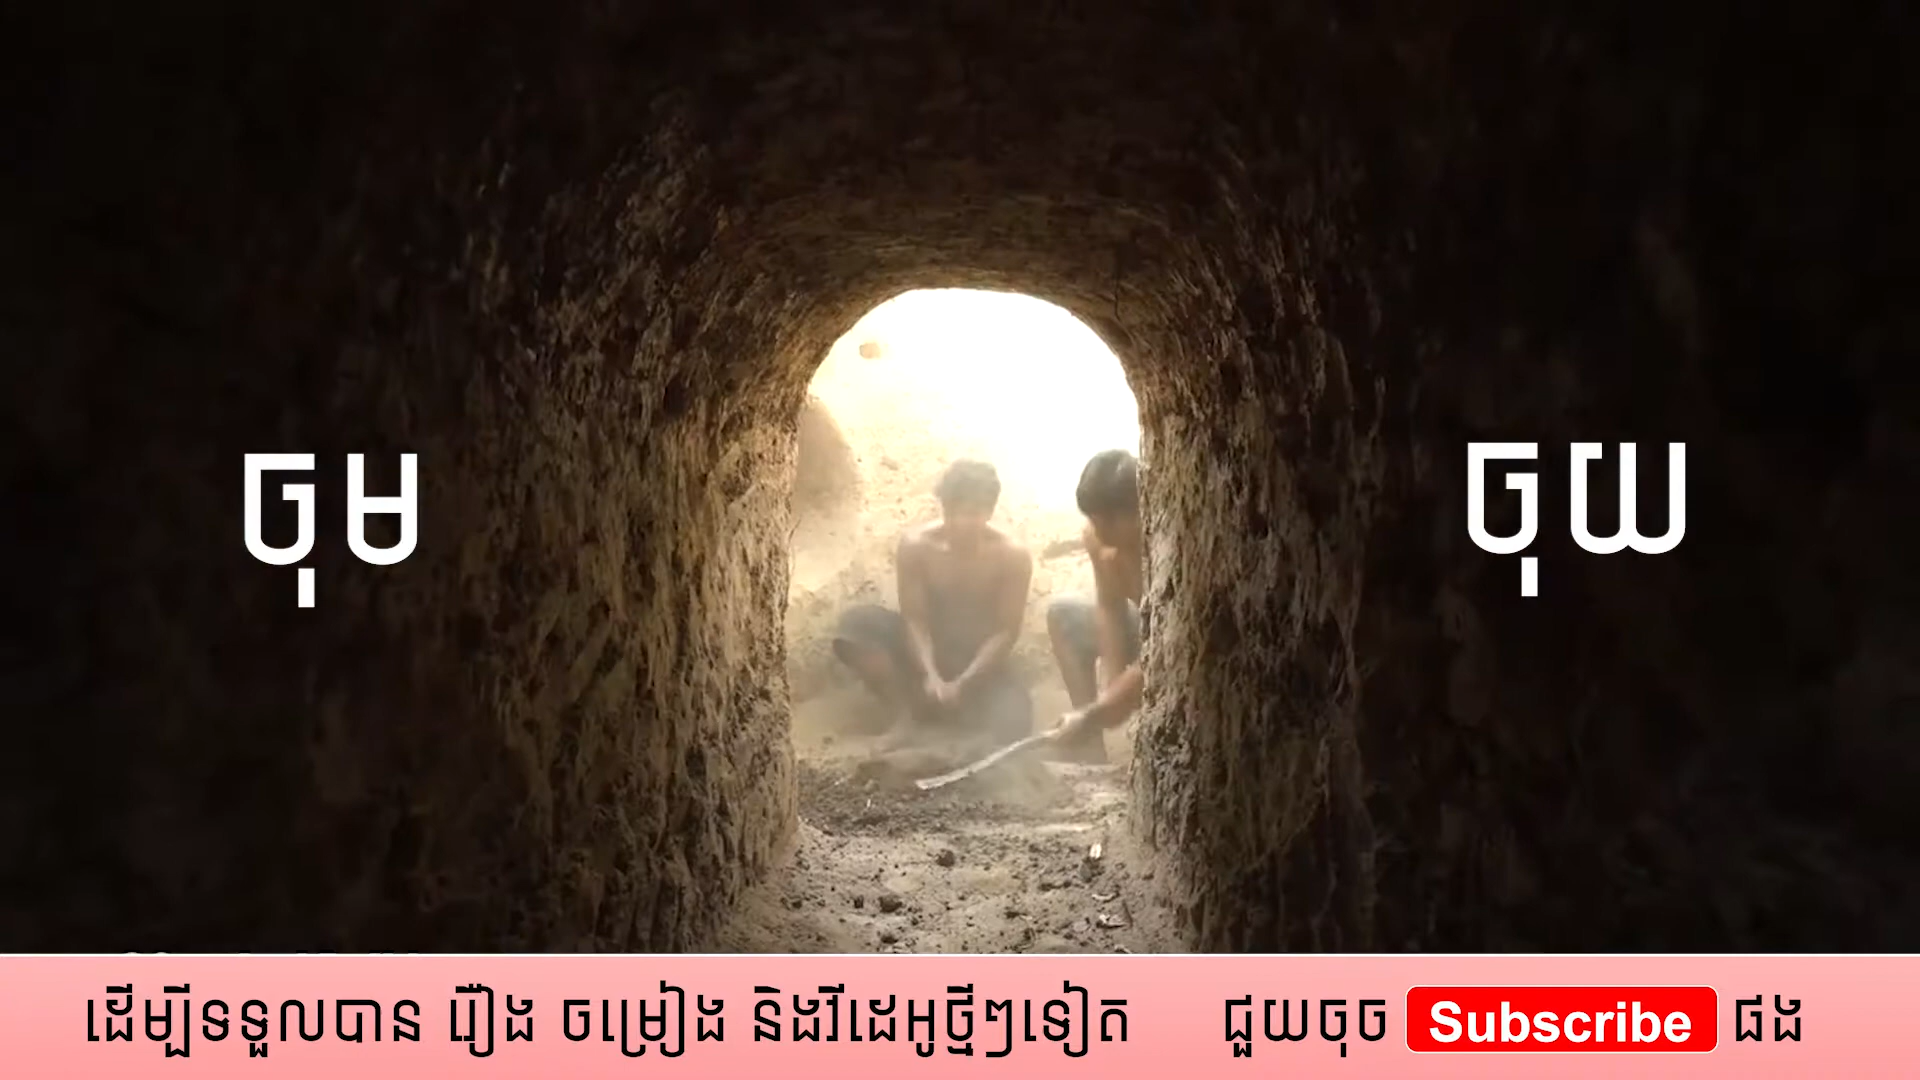 ចុម
ចុយ
ដើម្បីទទួលបាន រឿង ចម្រៀង និងវីដេអូថ្មីៗទៀត ជួយចុច Subscribe ផង